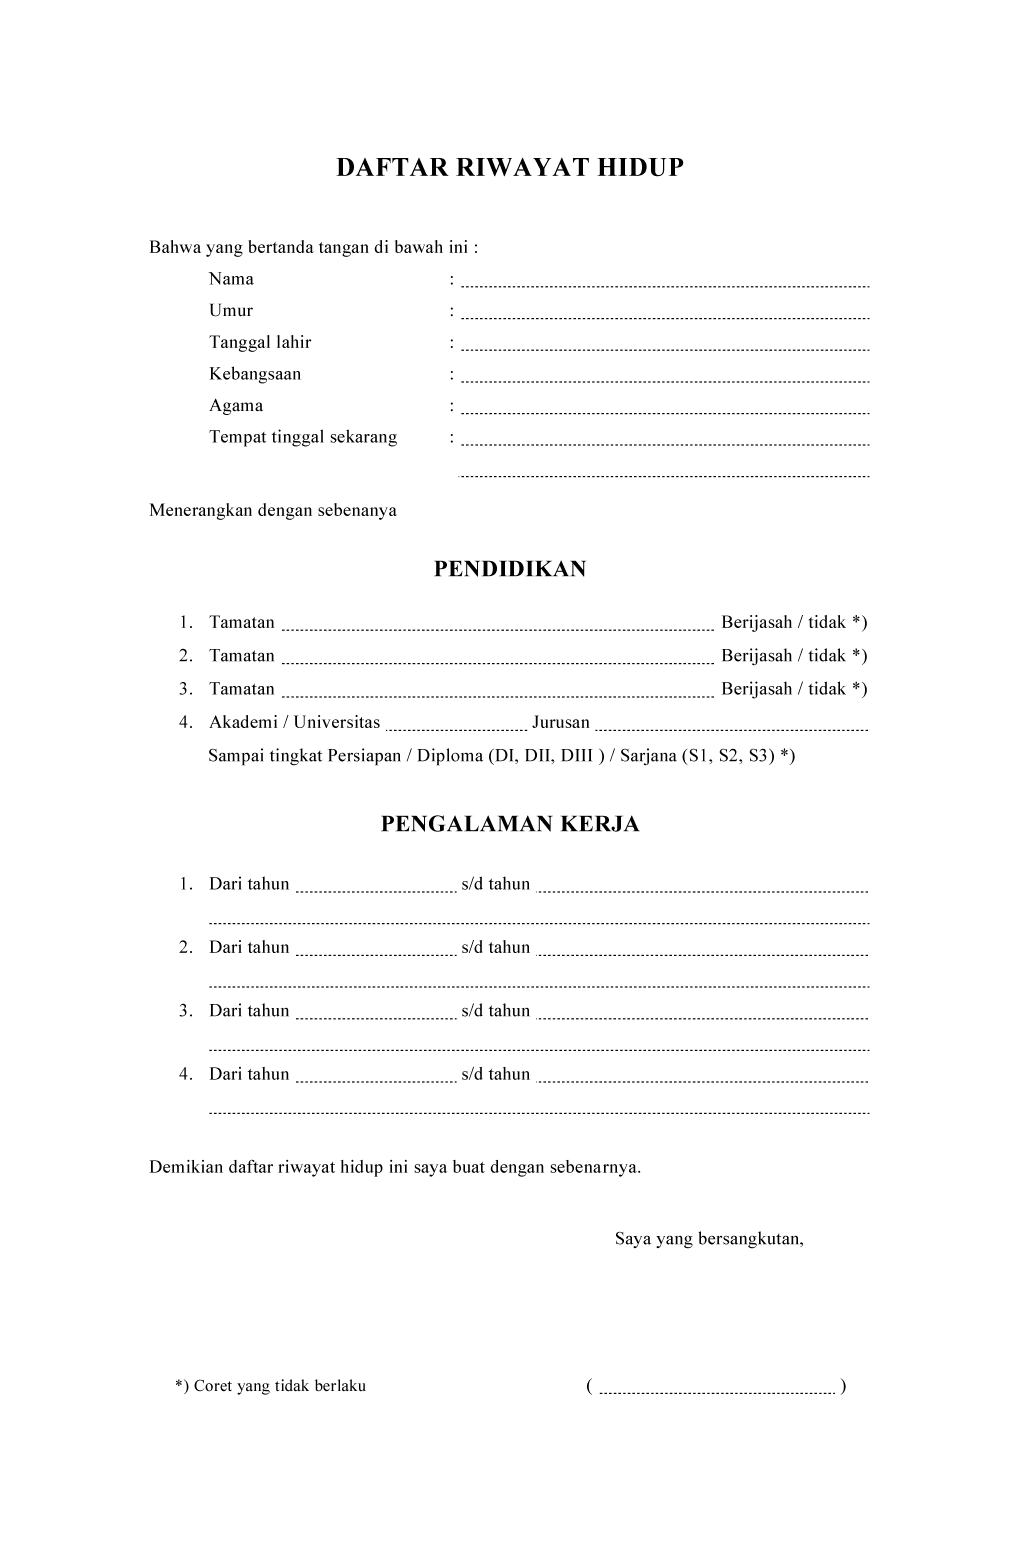 DAFTAR RIWAYAT HIDUP
Bahwa yang bertanda tangan di bawah ini :
Nama :
Umur :
Tanggal lahir :
Kebangsaan :
Agama :
Tempat tinggal sekarang :
Menerangkan dengan sebenanya
PENDIDIKAN
1. Tamatan Berijasah / tidak *)
2. Tamatan Berijasah / tidak *)
3. Tamatan Berijasah / tidak *)
4. Akademi / Universitas Jurusan
Sampai tingkat Persiapan / Diploma (DI, DII, DIII ) / Sarjana (S1, S2, S3) *)
PENGALAMAN KERJA
1. Dari tahun s/d tahun
2. Dari tahun s/d tahun
3. Dari tahun s/d tahun
4. Dari tahun s/d tahun
Demikian daftar riwayat hidup ini saya buat dengan sebenarnya.
Saya yang bersangkutan,
*) Coret yang tidak berlaku ( )